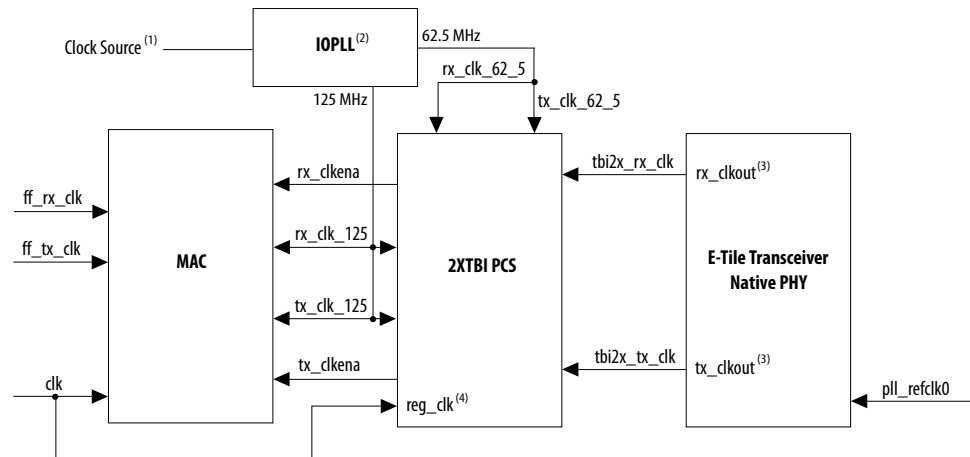 Clock Source (1)
IOPLL(2)
62.5 MHz
rx_clk_62_5
tx_clk_62_5
125 MHz
rx_clkena
tbi2x_rx_clk
rx_clkout(3)
ff_rx_clk
rx_clk_125
ff_tx_clk
MAC
2XTBI PCS
E-Tile Transceiver
Native PHY
tx_clk_125
tbi2x_tx_clk
tx_clkena
tx_clkout(3)
clk
reg_clk(4)
pll_refclk0